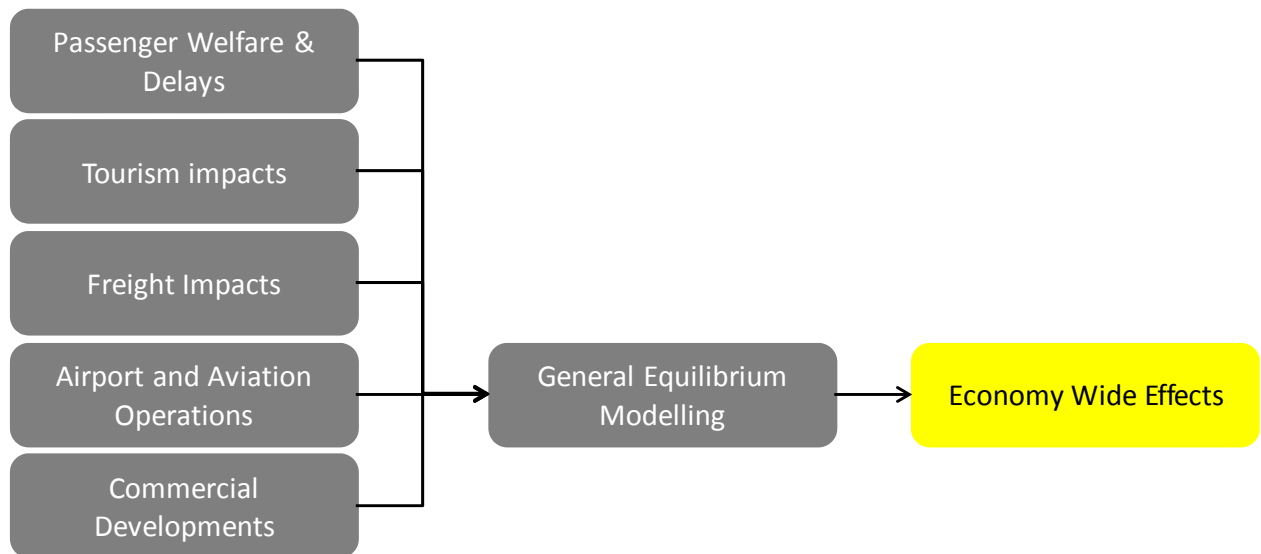 Passenger Welfare &
Delays
Tourism impacts
Freight Impacts
Airport and Aviation
Operations
Commercial
Developments
General Equilibrium
Modelling
Economy Wide Effects